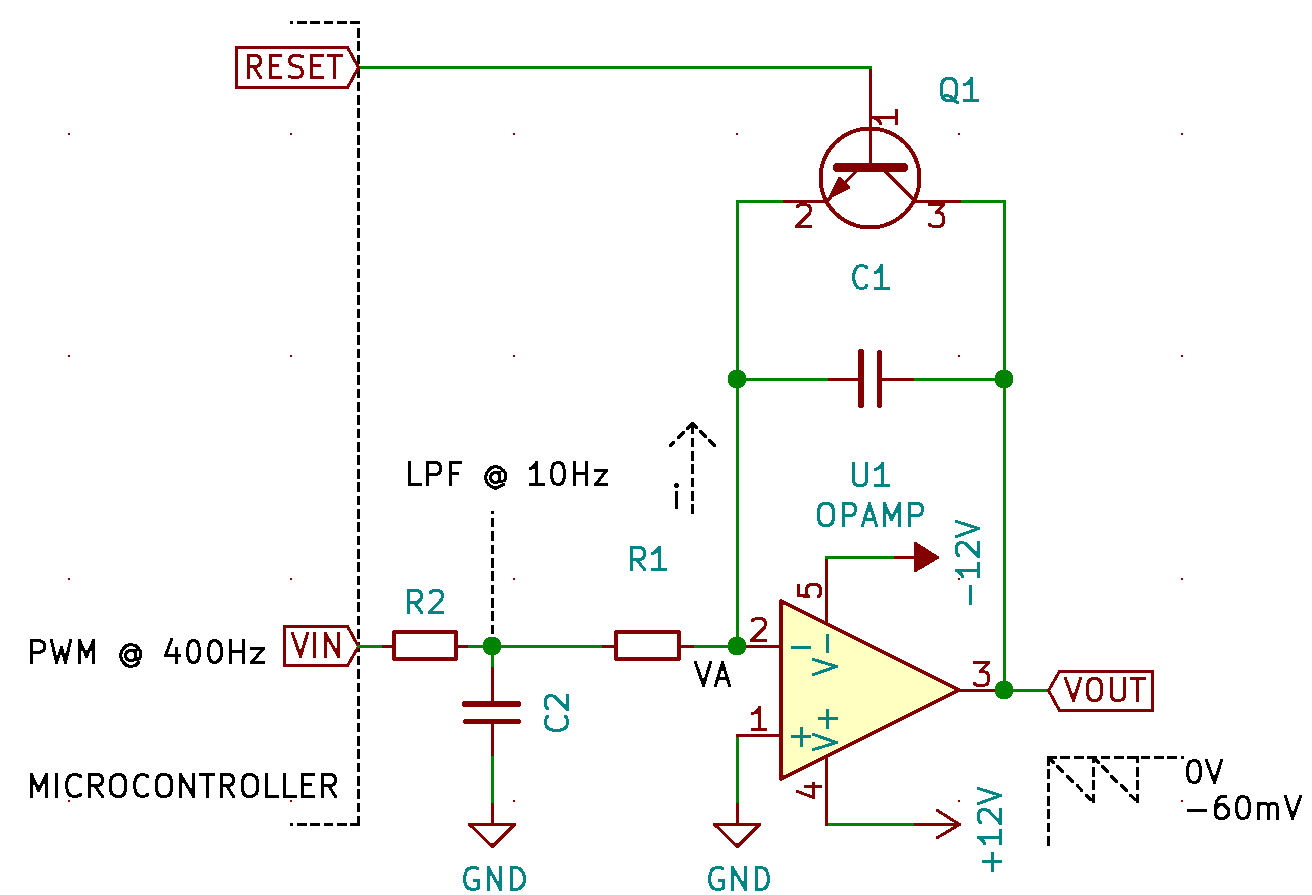 RESET
Q1
1
2
3
C1
LPF @ 10Hz
i
U1
OPAMP
-12V
R1
5
R2
PWM @ 400Hz
VIN
2
-
V-
VA
3
VOUT
C2
1
+
V+
4
MICROCONTROLLER
0V
-60mV
+12V
GND
GND